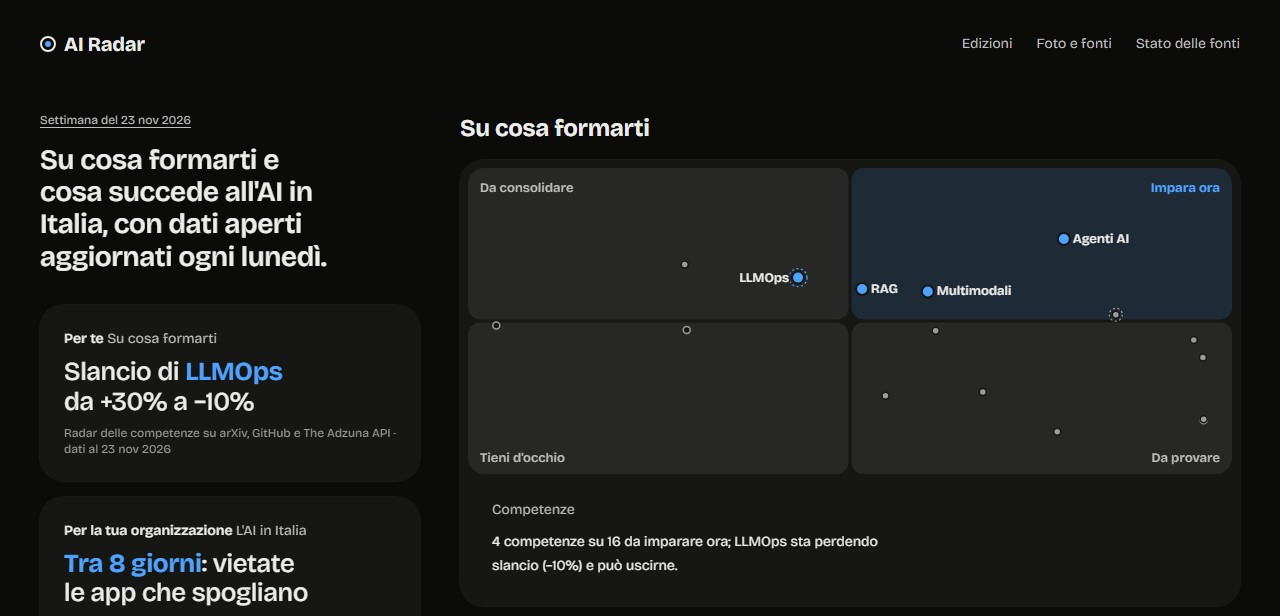 AI Radar
Edizioni
Foto e fonti
Stato delle fonti
Settimana del 23 nov 2026
Su cosa formarti e
cosa succede all'AI in
Italia, con dati aperti
aggiornati ogni lunedì.
Per te Su cosa formarti
Slancio di LLMOps
da +30% a −10%
Radar delle competenze su arXiv, GitHub e The Adzuna API ·
dati al 23 nov 2026
Per la tua organizzazione L'AI in Italia
Tra 8 giorni: vietate
le app che spogliano
Su cosa formarti
Da consolidare
Impara ora
Agenti AI
LLMOps
RAG
Multimodali
Tieni d'occhio
Da provare
Competenze
4 competenze su 16 da imparare ora; LLMOps sta perdendo
slancio (−10%) e può uscirne.